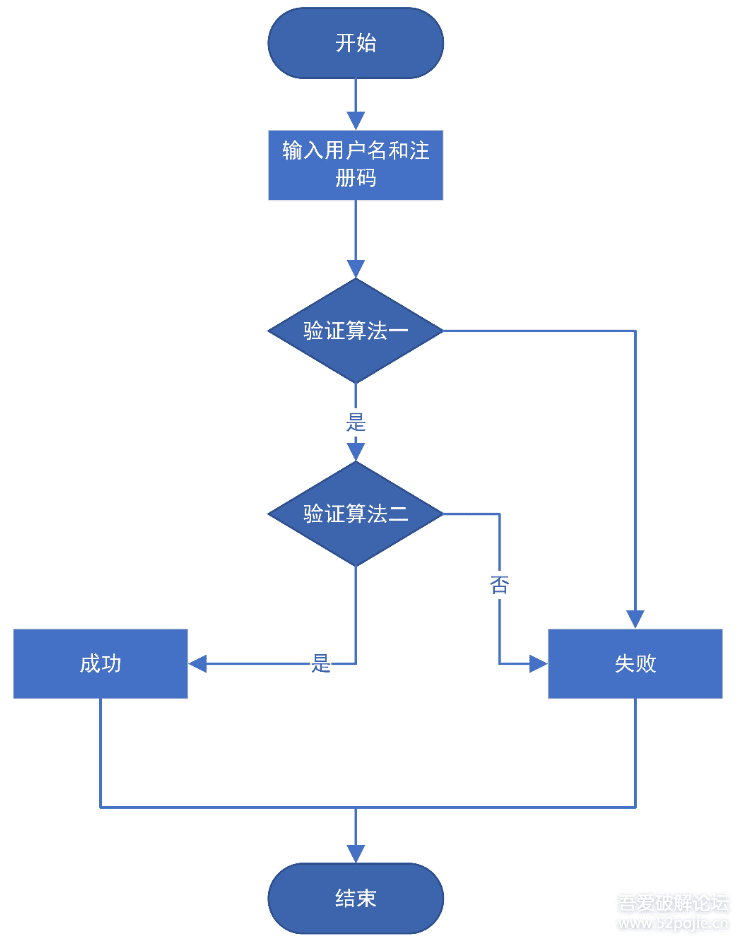 开始
输入用户名和注
册码
验证算法一
是
验证算法二
否
成功
是
失败
结束
吾爱破解论坛
www.52pojie.cn